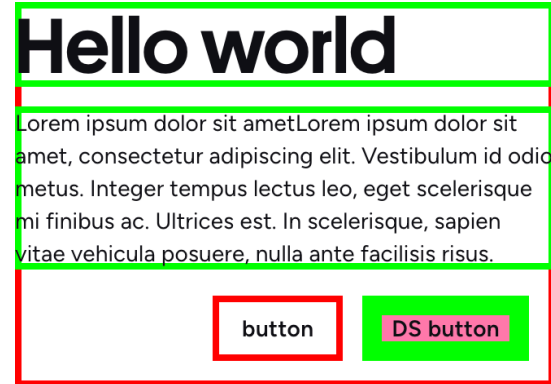 Hello world
Lorem ipsum dolor sit ametLorem ipsum dolor sit
amet, consectetur adipiscing elit. Vestibulum id odio
metus. Integer tempus lectus leo, eget scelerisque
mi finibus ac. Ultrices est. In scelerisque, sapien
vitae vehicula posuere, nulla ante facilisis risus.
button DS button